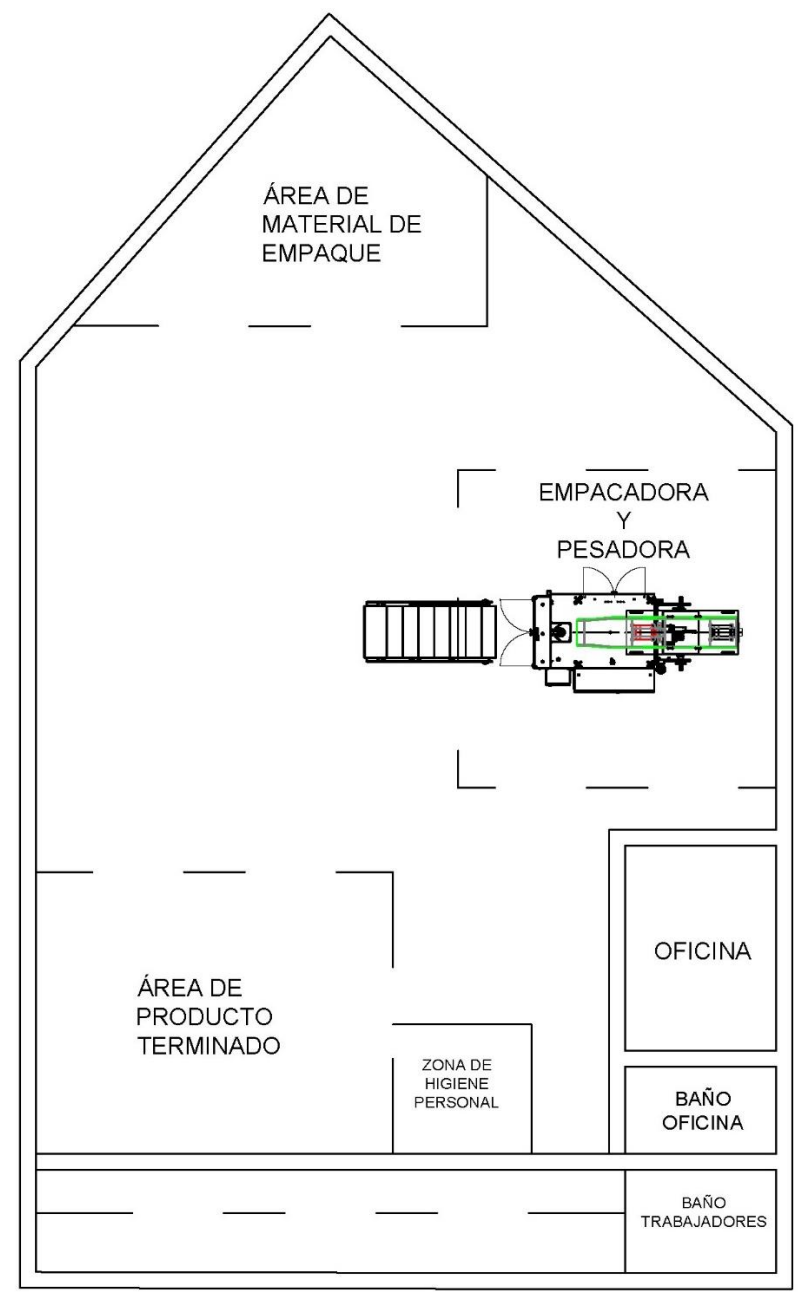 ÁREA DE
MATERIAL DE
EMPAQUE
EMPACADORA
Y
PESADORA
OFICINA
ÁREA DE
PRODUCTO
TERMINADO
ZONA DE
HIGIENE
PERSONAL
BAÑO
OFICINA
BAÑO
TRABAJADORES